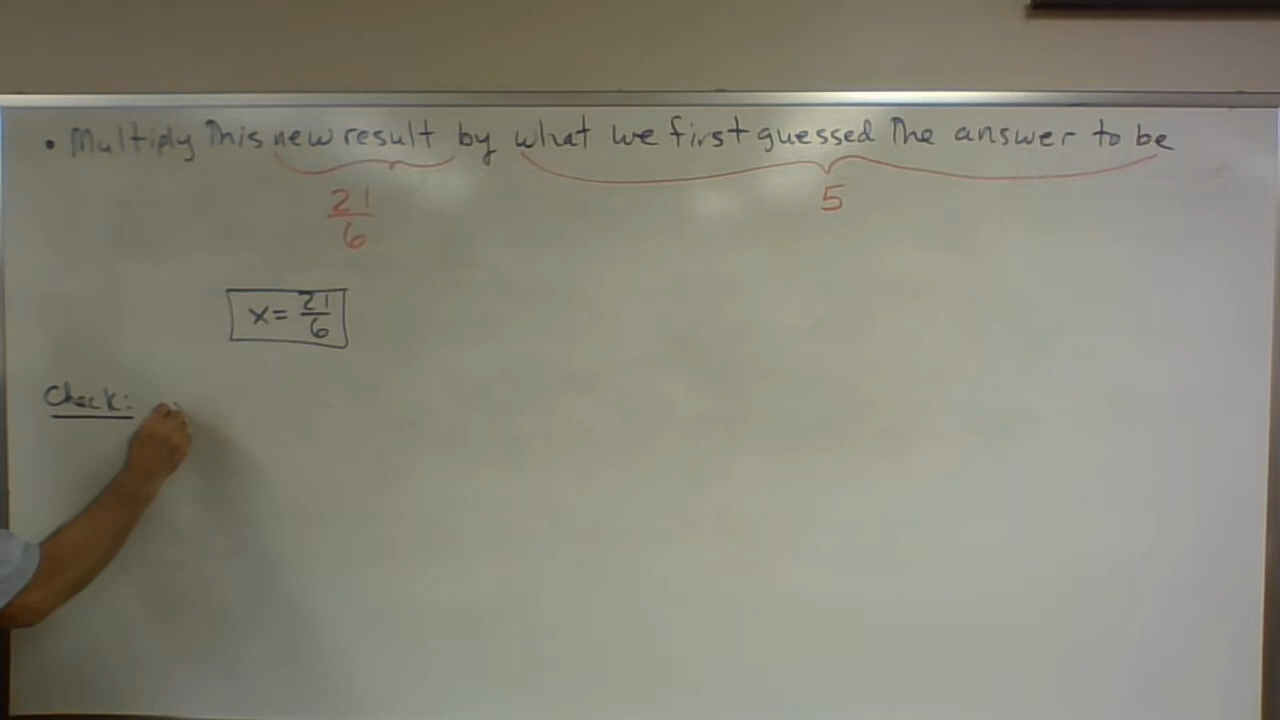 • Multiply This new result by what we first guessed The answer to be
21/6 5
x = 21/6
Check: